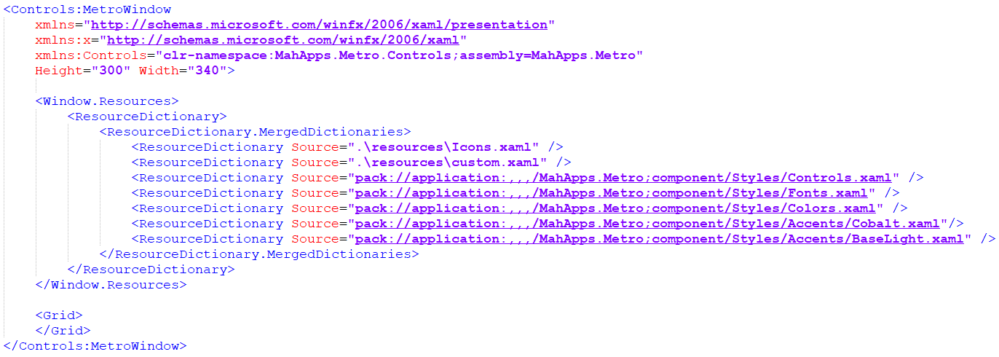 <Controls:MetroWindow
xmlns="http://schemas.microsoft.com/winfx/2006/xaml/presentation"
xmlns:x="http://schemas.microsoft.com/winfx/2006/xaml"
xmlns:Controls="clr-namespace:MahApps.Metro.Controls;assembly=MahApps.Metro"
Height="300" Width="340">
<Window.Resources>
<ResourceDictionary>
<ResourceDictionary.MergedDictionaries>
<ResourceDictionary Source=".\resources\Icons.xaml" />
<ResourceDictionary Source=".\resources\custom.xaml" />
<ResourceDictionary Source="pack://application:,,,/MahApps.Metro;component/Styles/Controls.xaml" />
<ResourceDictionary Source="pack://application:,,,/MahApps.Metro;component/Styles/Fonts.xaml" />
<ResourceDictionary Source="pack://application:,,,/MahApps.Metro;component/Styles/Colors.xaml" />
<ResourceDictionary Source="pack://application:,,,/MahApps.Metro;component/Styles/Accents/Cobalt.xaml"/>
<ResourceDictionary Source="pack://application:,,,/MahApps.Metro;component/Styles/Accents/BaseLight.xaml" />
</ResourceDictionary.MergedDictionaries>
</ResourceDictionary>
</Window.Resources>
<Grid>
</Grid>
</Controls:MetroWindow>